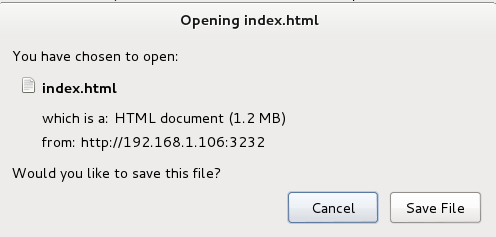 Opening index.html
You have chosen to open:
index.html
which is a: HTML document (1.2 MB)
from: http://192.168.1.106:3232
Would you like to save this file?
Cancel Save File